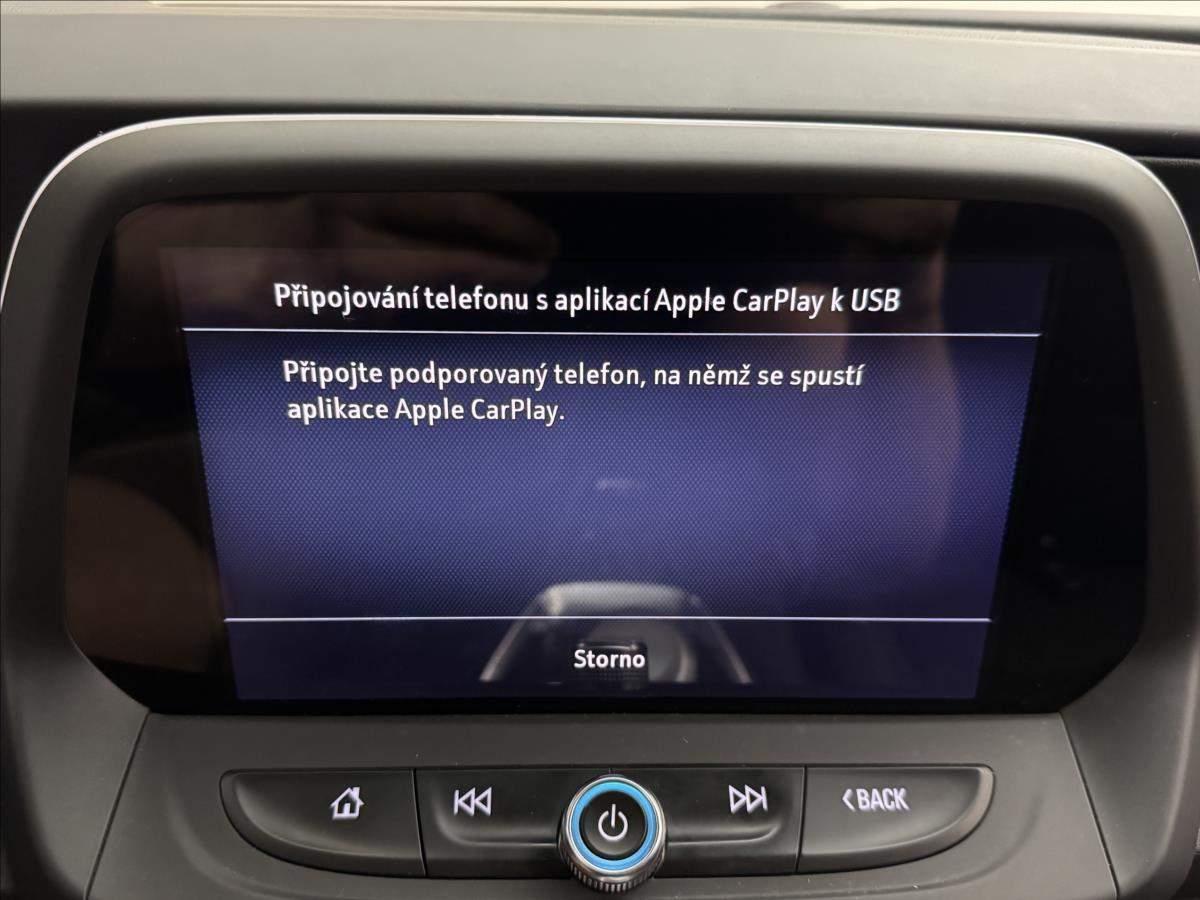 Připojování telefonu s aplikací Apple CarPlay k USB
Připojte podporovaný telefon, na němž se spustí
aplikace Apple CarPlay.
Storno
BACK